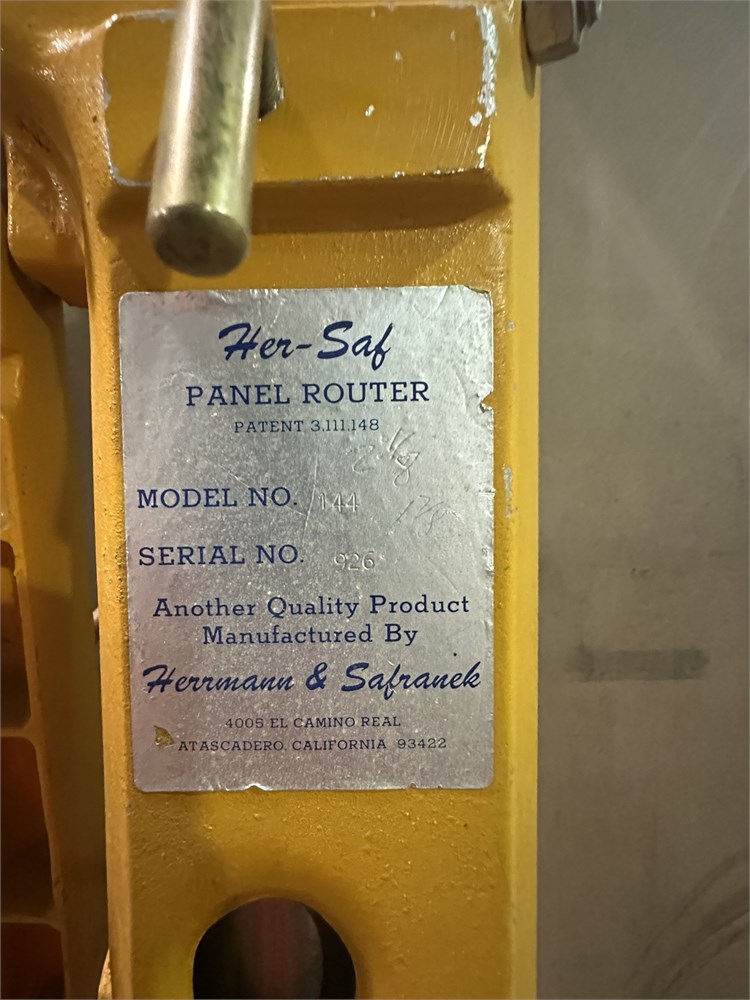 Her-Saf
PANEL ROUTER
PATENT 3,111,148
MODEL NO. 144
SERIAL NO. 926
Another Quality Product
Manufactured By
Herrmann & Safranek
4005 EL CAMINO REAL
ATASCADERO, CALIFORNIA 93422